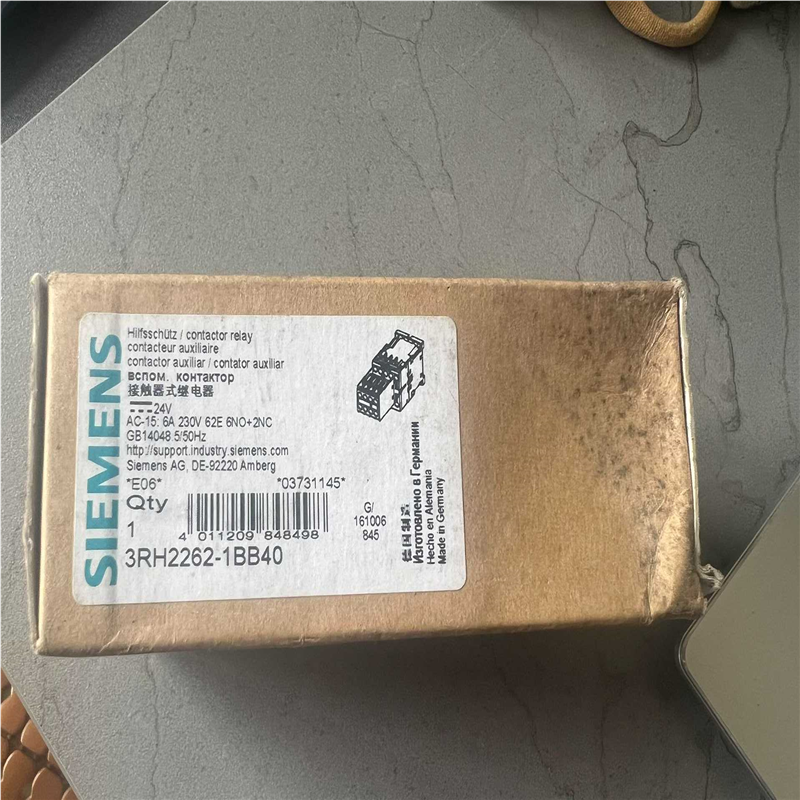 SIEMENS
Hilfsschütz / contactor relay
contacteur auxiliaire
contactor auxiliar / contator auxiliar
вспом. контактор
接触器式继电器
24V
AC-15: 6A 230V 62E 6NO+2NC
GB14048.5/50Hz
http://support.industry.siemens.com
Siemens AG, DE-92220 Amberg
*E06* *03731145*
Qty
1
4 011209 848498
G/
161006
845
3RH2262-1BB40
德国制造
Изготовлено в Германии
Hecho en Alemania
Made in Germany